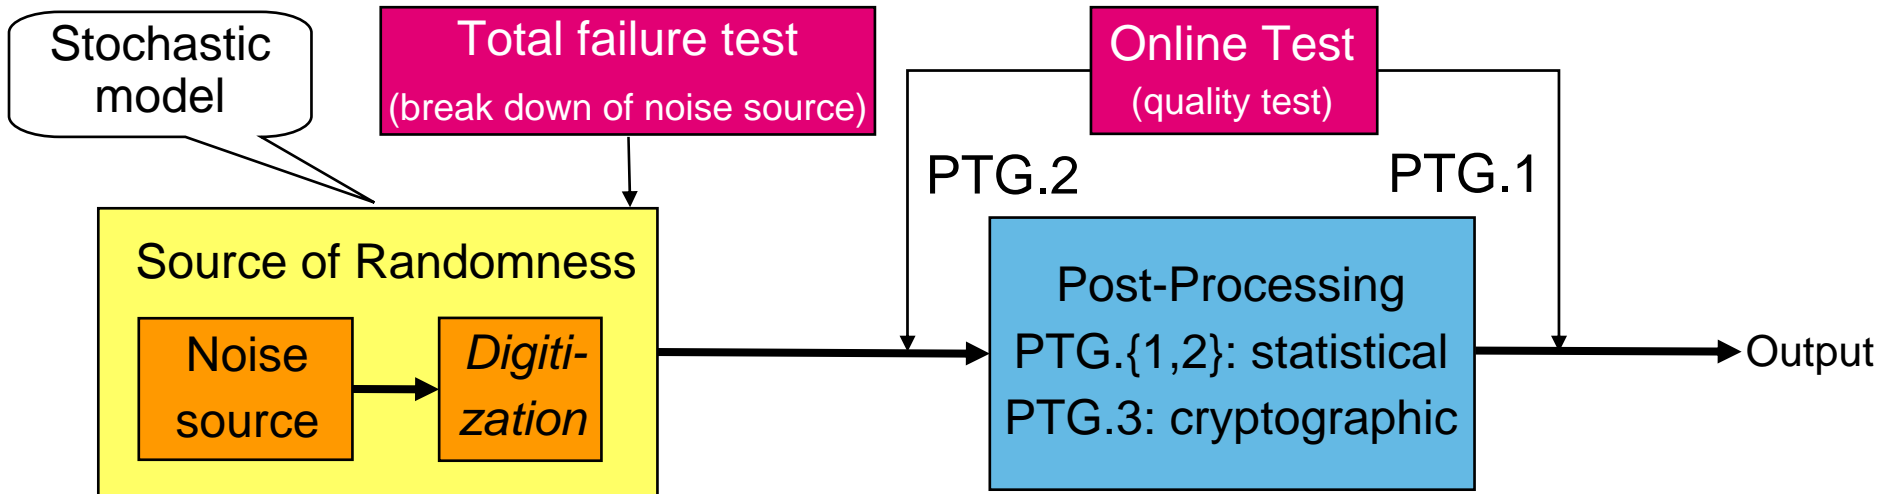 Stochastic
model
Total failure test
(break down of noise source)
Online Test
(quality test)
PTG.2
PTG.1
Source of Randomness
Noise
source
Digiti-
zation
Post-Processing
PTG.{1,2}: statistical
PTG.3: cryptographic
Output